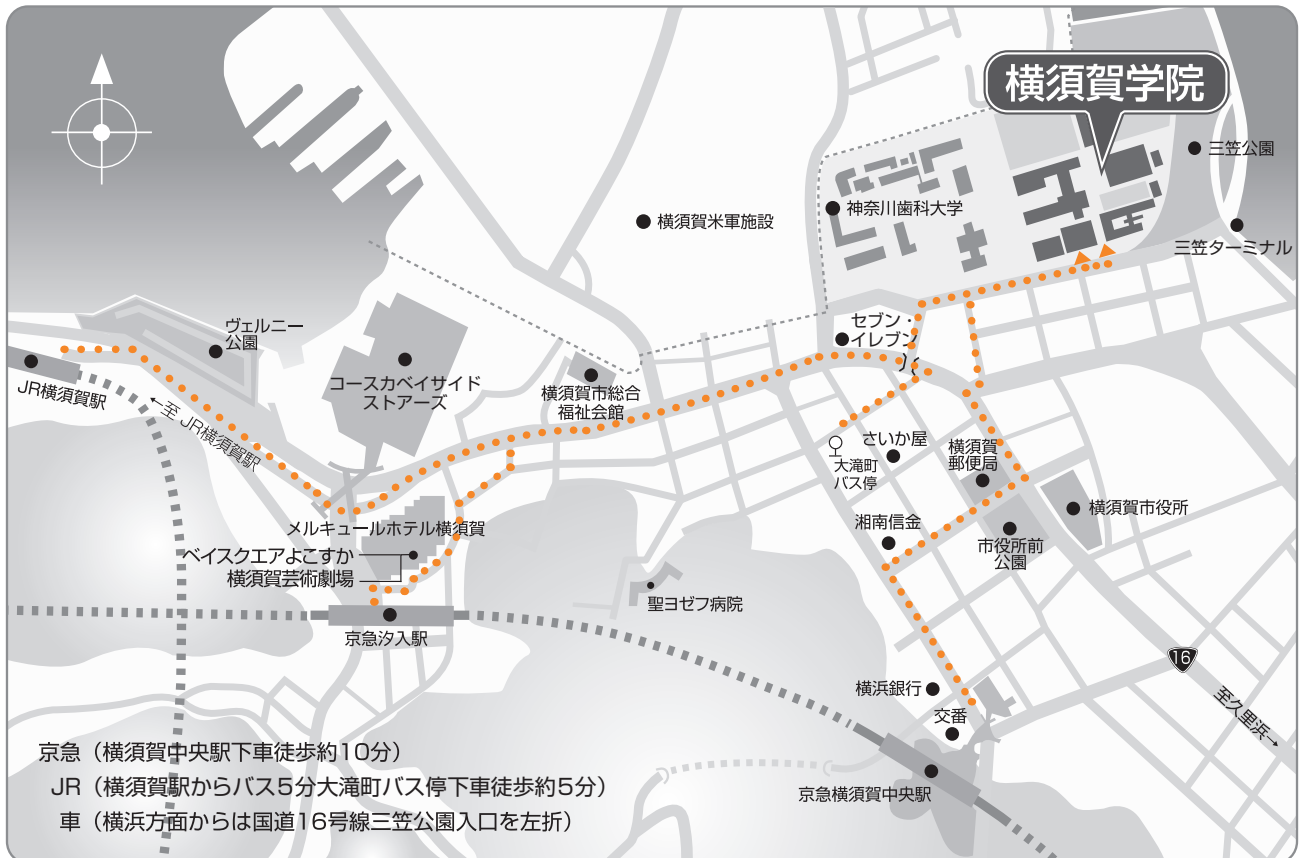 横須賀学院
三笠公園
神奈川歯科大学
横須賀米軍施設
三笠ターミナル
ヴェルニー
公園
セブン・
イレブン
JR横須賀駅
コースカベイサイド
ストアーズ
横須賀市総合
福祉会館
←至 JR横須賀駅
さいか屋
横須賀
郵便局
大滝町
バス停
横須賀市役所
メルキュールホテル横須賀
湘南信金
市役所前
公園
ベイスクエアよこすか
横須賀芸術劇場
聖ヨゼフ病院
京急汐入駅
16
横浜銀行
至久里浜→
交番
京急横須賀中央駅
京急（横須賀中央駅下車徒歩約10分）
JR（横須賀駅からバス5分大滝町バス停下車徒歩約5分）
車（横浜方面からは国道16号線三笠公園入口を左折）